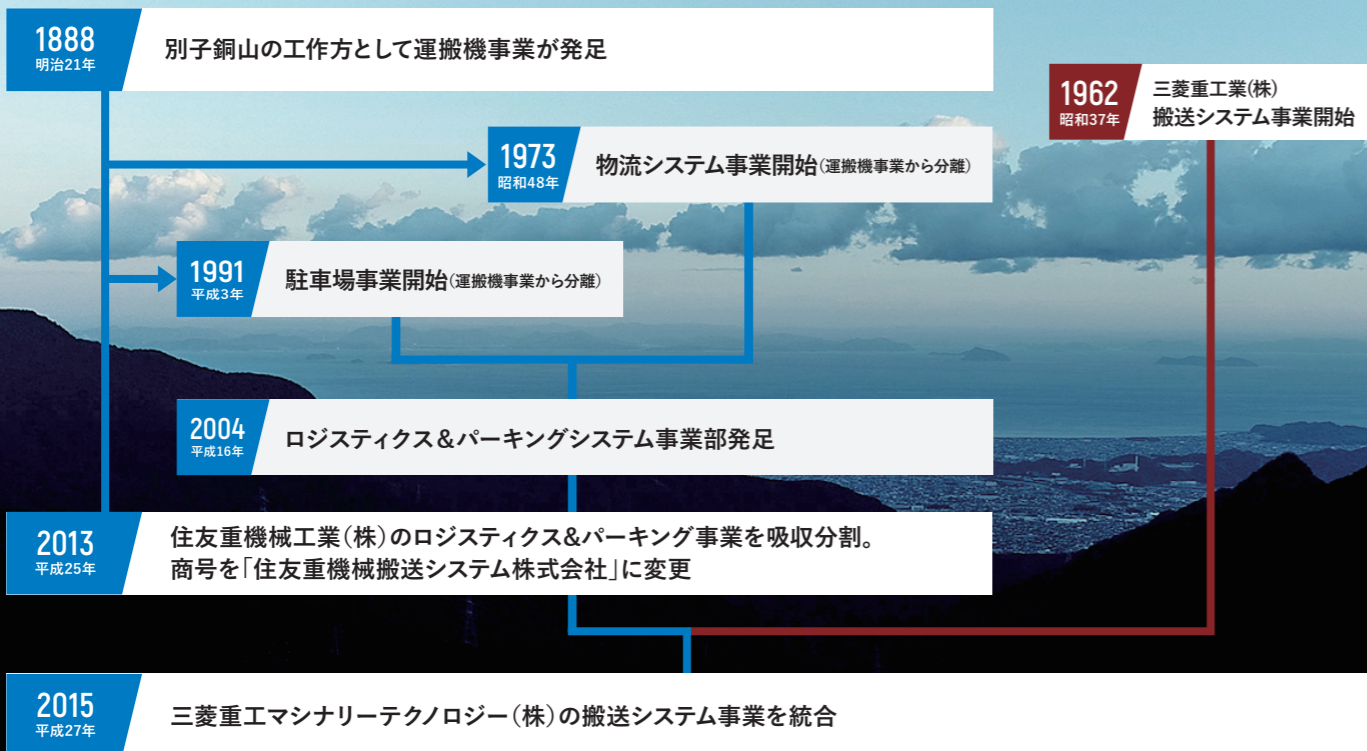 1888
明治21年
別子銅山の工作方として運搬機事業が発足
1962
昭和37年
三菱重工業(株)
搬送システム事業開始
1973
昭和48年
物流システム事業開始(運搬機事業から分離)
1991
平成3年
駐車場事業開始(運搬機事業から分離)
2004
平成16年
ロジスティクス&パーキングシステム事業部発足
2013
平成25年
住友重機械工業(株)のロジスティクス&パーキング事業を吸収分割。
商号を「住友重機械搬送システム株式会社」に変更
2015
平成27年
三菱重工マシナリーテクノロジー(株)の搬送システム事業を統合